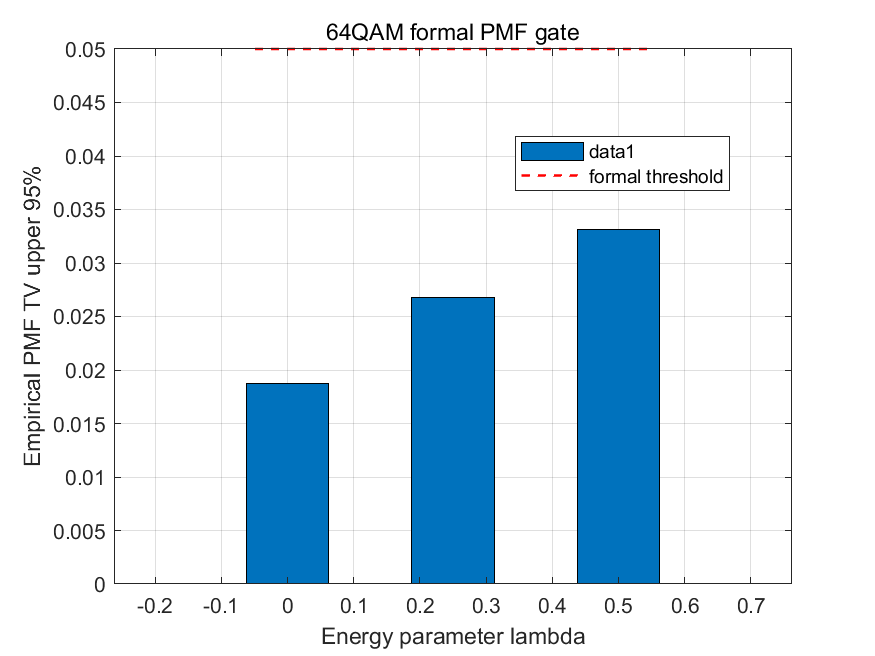 64QAM formal PMF gate
Empirical PMF TV upper 95%
0.05
0.045
0.04
0.035
0.03
0.025
0.02
0.015
0.01
0.005
0
data1
formal threshold
-0.2 -0.1 0 0.1 0.2 0.3 0.4 0.5 0.6 0.7
Energy parameter lambda